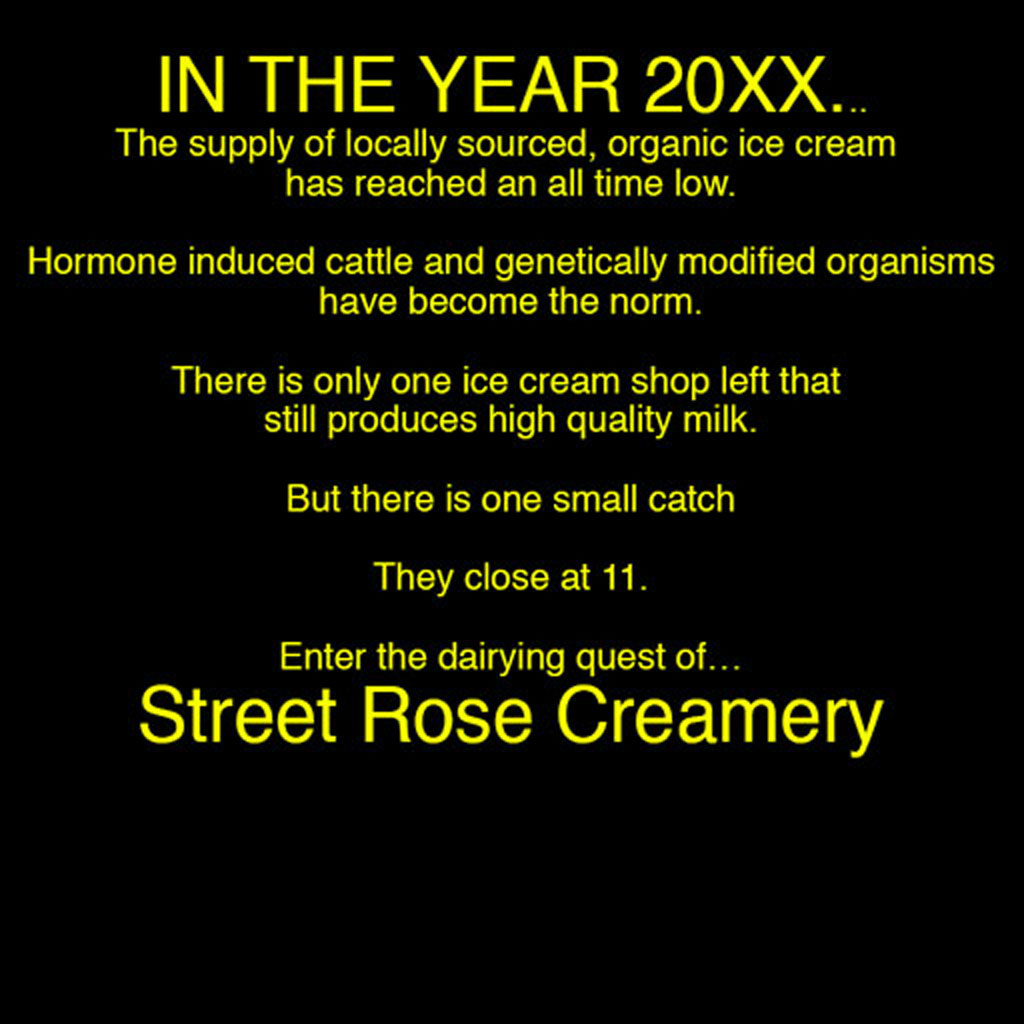 IN THE YEAR 20XX...
The supply of locally sourced, organic ice cream
has reached an all time low.
Hormone induced cattle and genetically modified organisms
have become the norm.
There is only one ice cream shop left that
still produces high quality milk.
But there is one small catch
They close at 11.
Enter the dairying quest of…
Street Rose Creamery